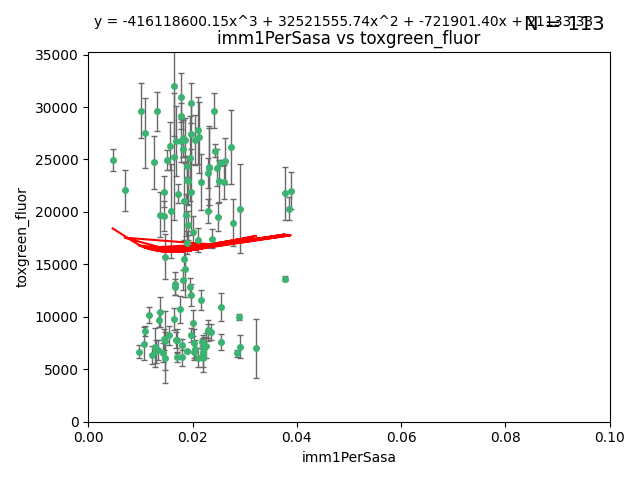 y = -416118600.15x^3 + 32521555.74x^2 + -721901.40x + 21133.33
N = 113
imm1PerSasa vs toxgreen_fluor
35000
30000
25000
20000
15000
10000
5000
0
toxgreen_fluor
0.00 0.02 0.04 0.06 0.08 0.10
imm1PerSasa